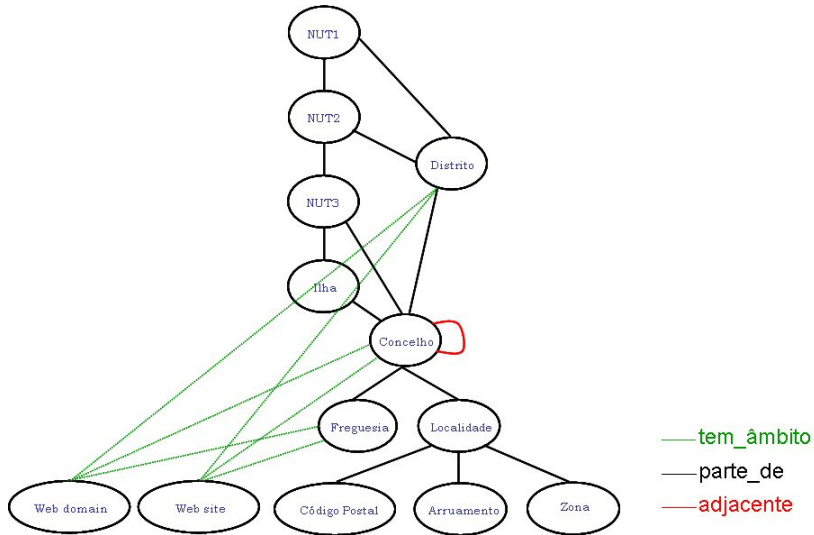 NUT1
NUT2
Distrito
NUT3
Ilha
Concelho
Freguesia
Localidade
Web domain
Web site
Código Postal
Arruamento
Zona
tem_âmbito
parte_de
adjacente